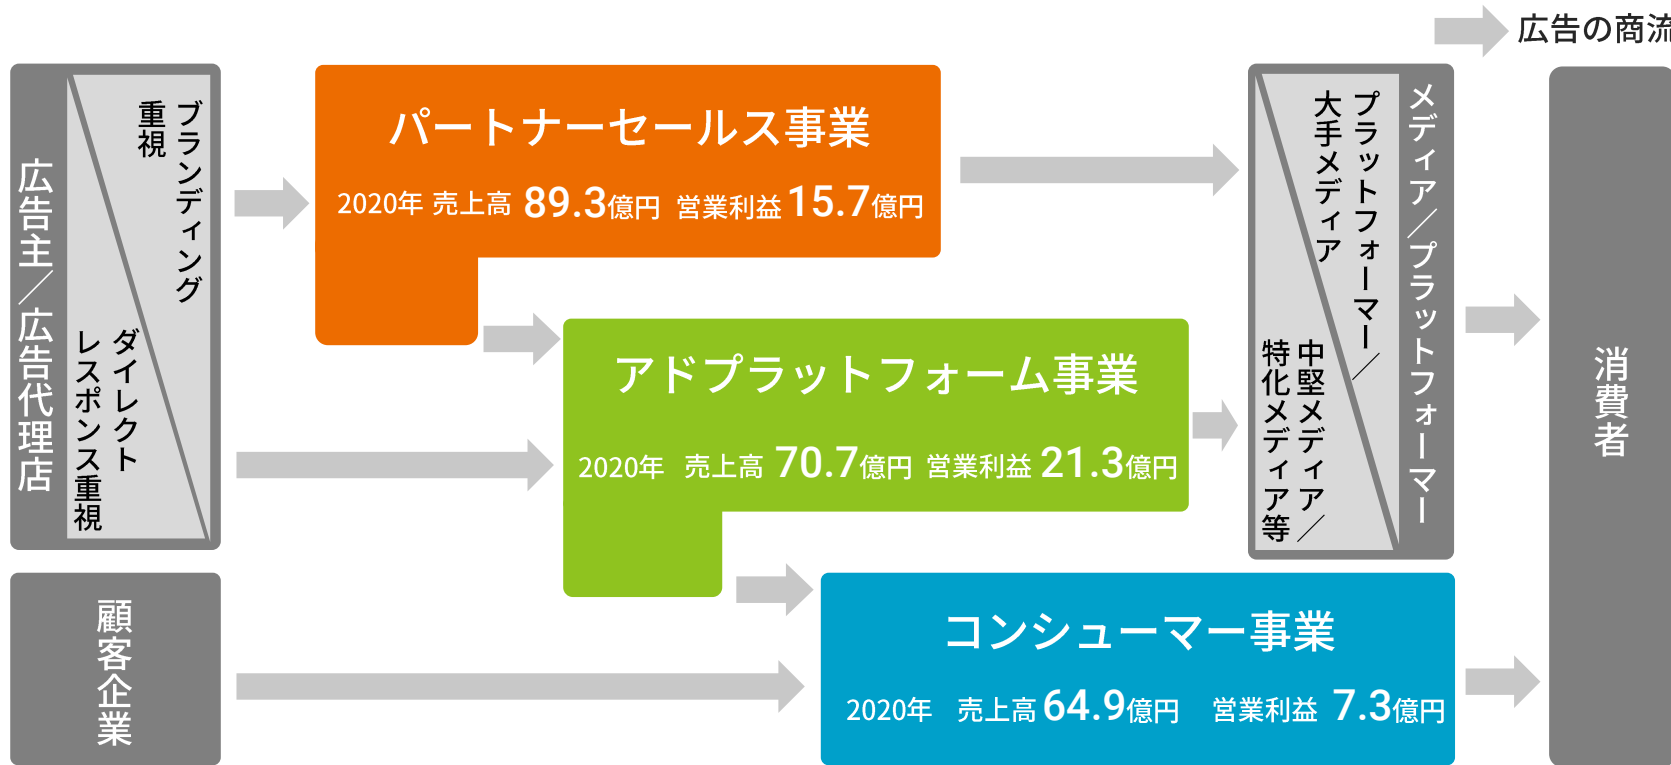 広告の商流
広告主／広告代理店
ブランディング
重視
ダイレクト
レスポンス重視
パートナーセールス事業
2020年 売上高 89.3億円 営業利益 15.7億円
アドプラットフォーム事業
2020年 売上高 70.7億円 営業利益 21.3億円
メディア／プラットフォーマー
プラットフォーマー／
大手メディア
中堅メディア／
特化メディア等
消費者
顧客企業
コンシューマー事業
2020年 売上高 64.9億円 営業利益 7.3億円